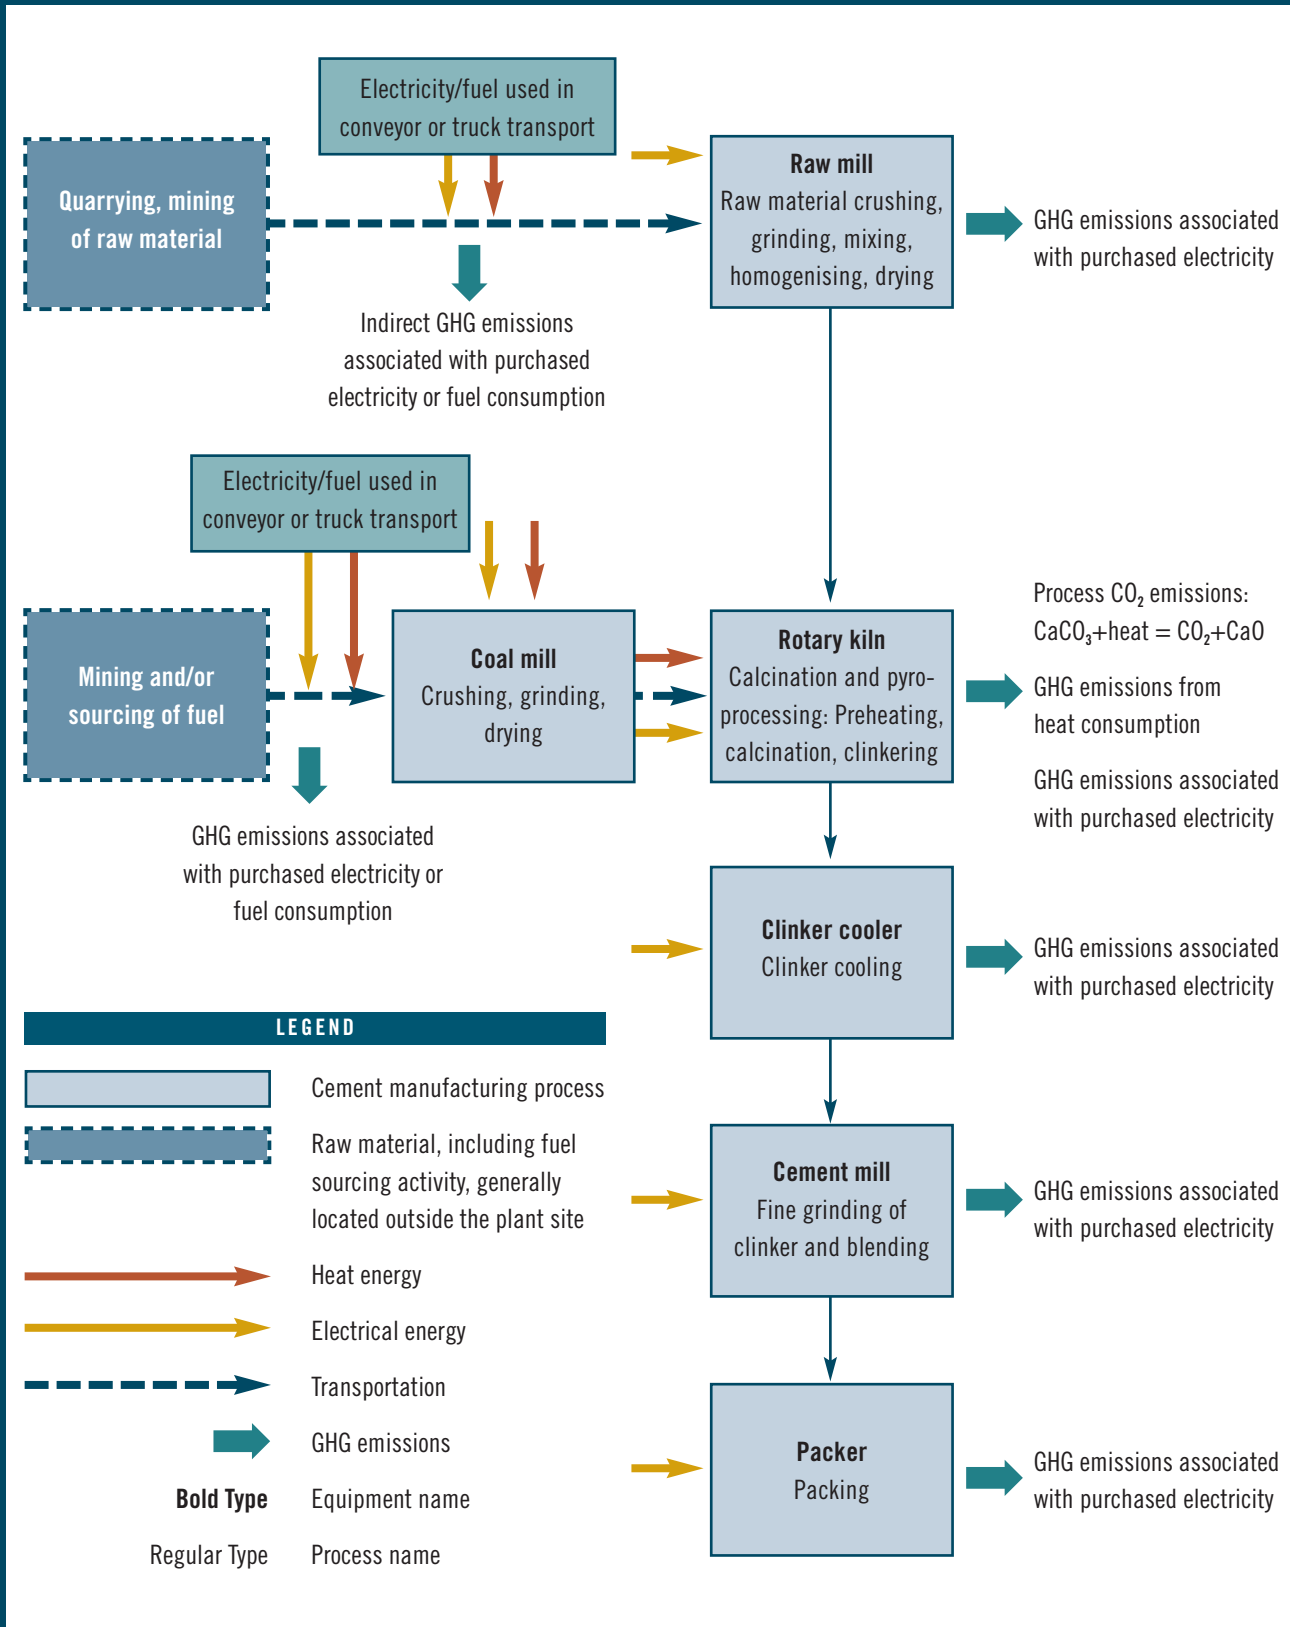 Electricity/fuel used in
conveyor or truck transport
Quarrying, mining
of raw material
Raw mill
Raw material crushing,
grinding, mixing,
homogenising, drying
GHG emissions associated
with purchased electricity
Indirect GHG emissions
associated with purchased
electricity or fuel consumption
Electricity/fuel used in
conveyor or truck transport
Mining and/or
sourcing of fuel
Coal mill
Crushing, grinding,
drying
Rotary kiln
Calcination and pyro-
processing: Preheating,
calcination, clinkering
Process CO₂ emissions:
CaCO₃+heat = CO₂+CaO
GHG emissions from
heat consumption
GHG emissions associated
with purchased electricity
GHG emissions associated
with purchased electricity or
fuel consumption
Clinker cooler
Clinker cooling
GHG emissions associated
with purchased electricity
LEGEND
Cement manufacturing process
Raw material, including fuel
sourcing activity, generally
located outside the plant site
Heat energy
Electrical energy
Transportation
GHG emissions
Bold Type Equipment name
Regular Type Process name
Cement mill
Fine grinding of
clinker and blending
GHG emissions associated
with purchased electricity
Packer
Packing
GHG emissions associated
with purchased electricity